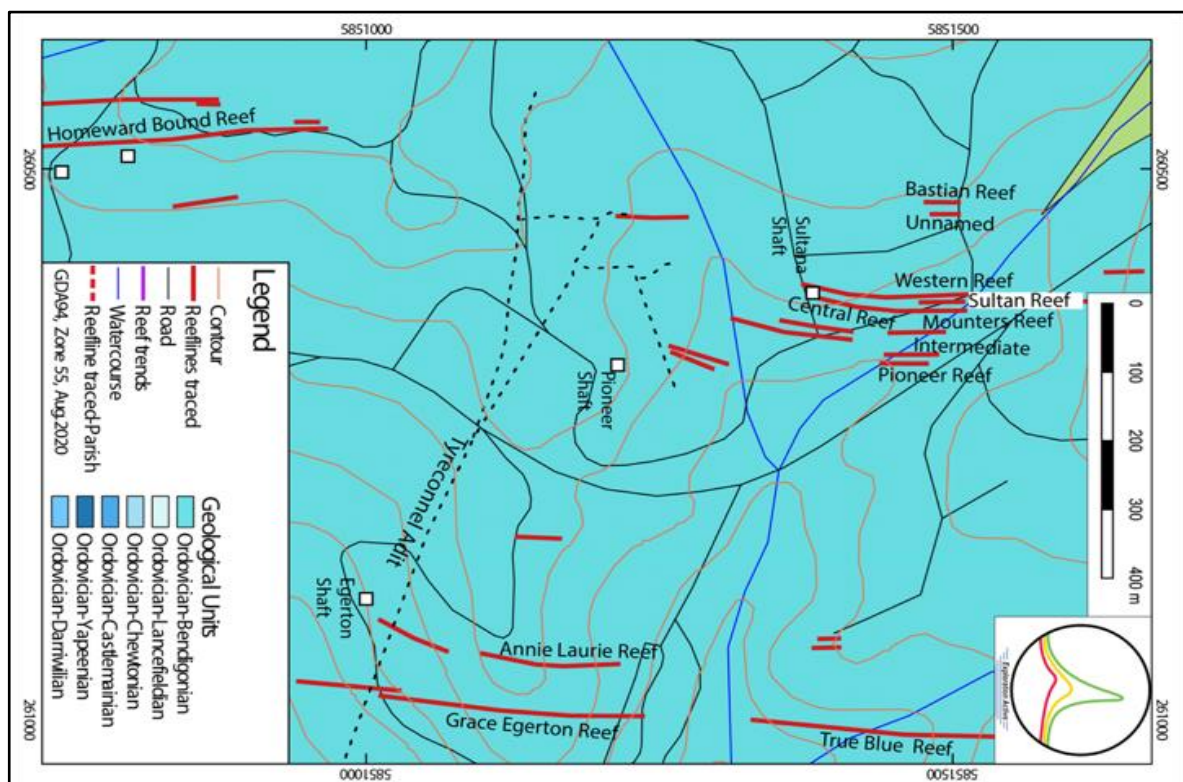 5851000
5851500
260500
260500
Homeward Bound Reef
Bastian Reef
Unnamed
Sultana
Shaft
Western Reef
Sultan Reef
Central Reef
Mounters Reef
Intermediate
Pioneer Reef
Pioneer
Shaft
Tyreconnel Adit
Egerton
Shaft
Annie Laurie Reef
Grace Egerton Reef
True Blue Reef
0
100
200
300
400 m
Exploration Active
Legend
Contour
Reeflines traced
Road
Reef trends
Watercourse
Reefline traced-Parish
GDA94, Zone 55, Aug.2020
Geological Units
Ordovician-Bendigonian
Ordovician-Lancefieldian
Ordovician-Chewtonian
Ordovician-Castlemainian
Ordovician-Yapeenian
Ordovician-Darriwilian
261000
261000
5851000
5851500